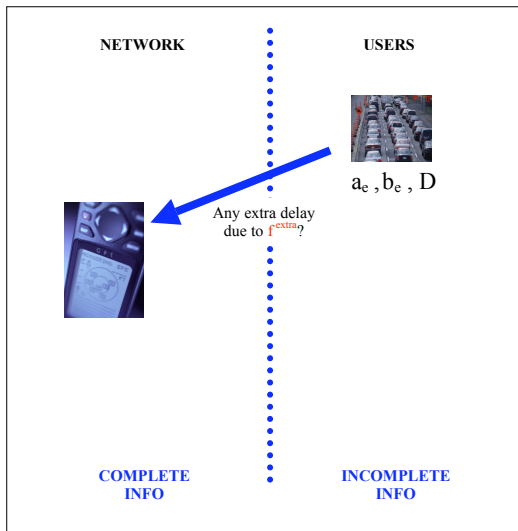 NETWORK
USERS
aₑ , bₑ , D
Any extra delay
due to fᵉˣᵗʳᵃ?
COMPLETE
INFO
INCOMPLETE
INFO